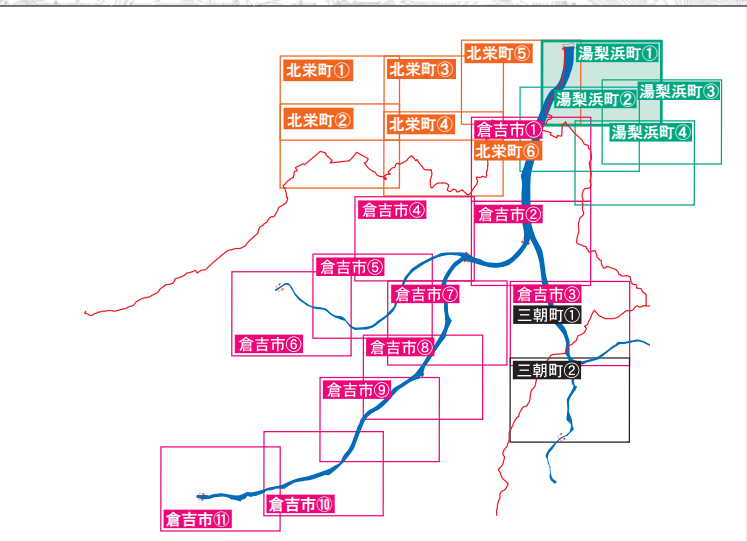 北栄町⑤
湯梨浜町①
北栄町①
北栄町③
湯梨浜町③
湯梨浜町②
北栄町②
北栄町④
倉吉市①
湯梨浜町④
北栄町⑥
倉吉市④
倉吉市②
倉吉市⑤
倉吉市⑦
倉吉市③
三朝町①
倉吉市⑥
倉吉市⑧
三朝町②
倉吉市⑨
倉吉市⑩
倉吉市⑪